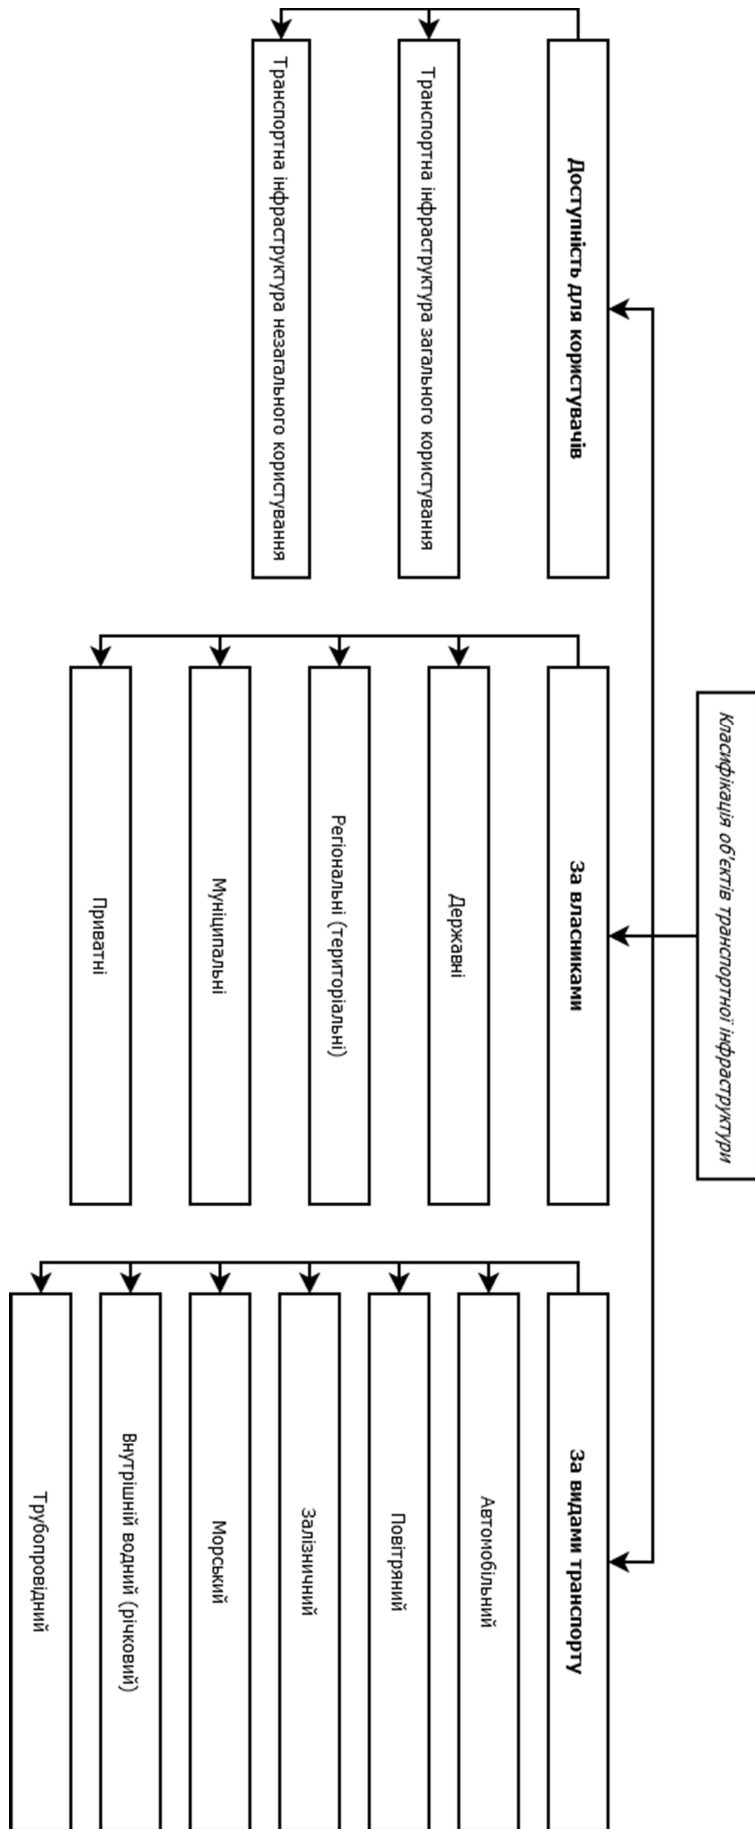 Класифікація об'єктів транспортної інфраструктури
Доступність для користувачів
Транспортна інфраструктура загального користування
Транспортна інфраструктура незагального користування
За власниками
Державні
Регіональні (територіальні)
Муніципальні
Приватні
За видами транспорту
Автомобільний
Повітряний
Залізничний
Морський
Внутрішній водний (річковий)
Трубопровідний